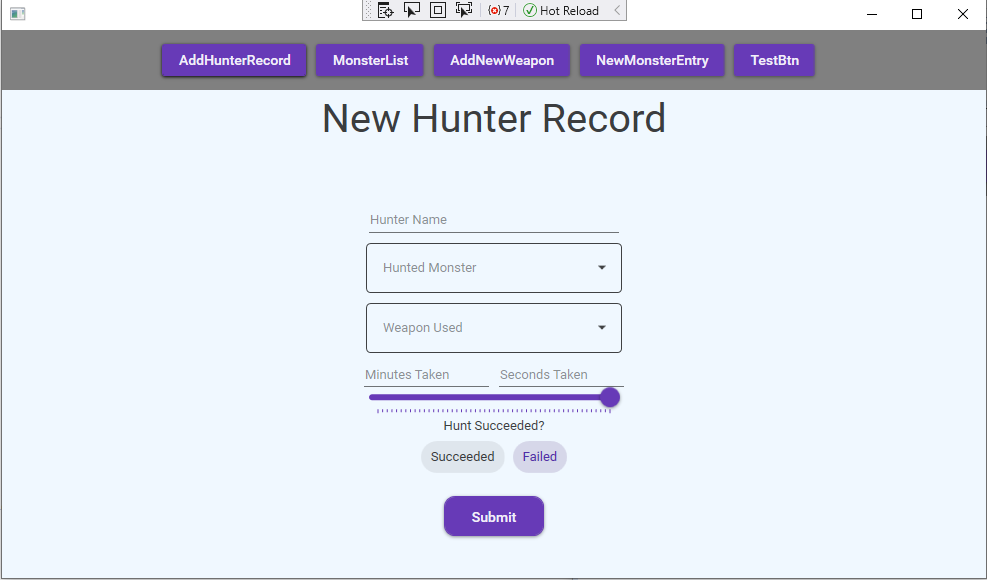 7 Hot Reload
AddHunterRecord MonsterList AddNewWeapon NewMonsterEntry TestBtn
New Hunter Record
Hunter Name
Hunted Monster
Weapon Used
Minutes Taken Seconds Taken
Hunt Succeeded?
Succeeded Failed
Submit